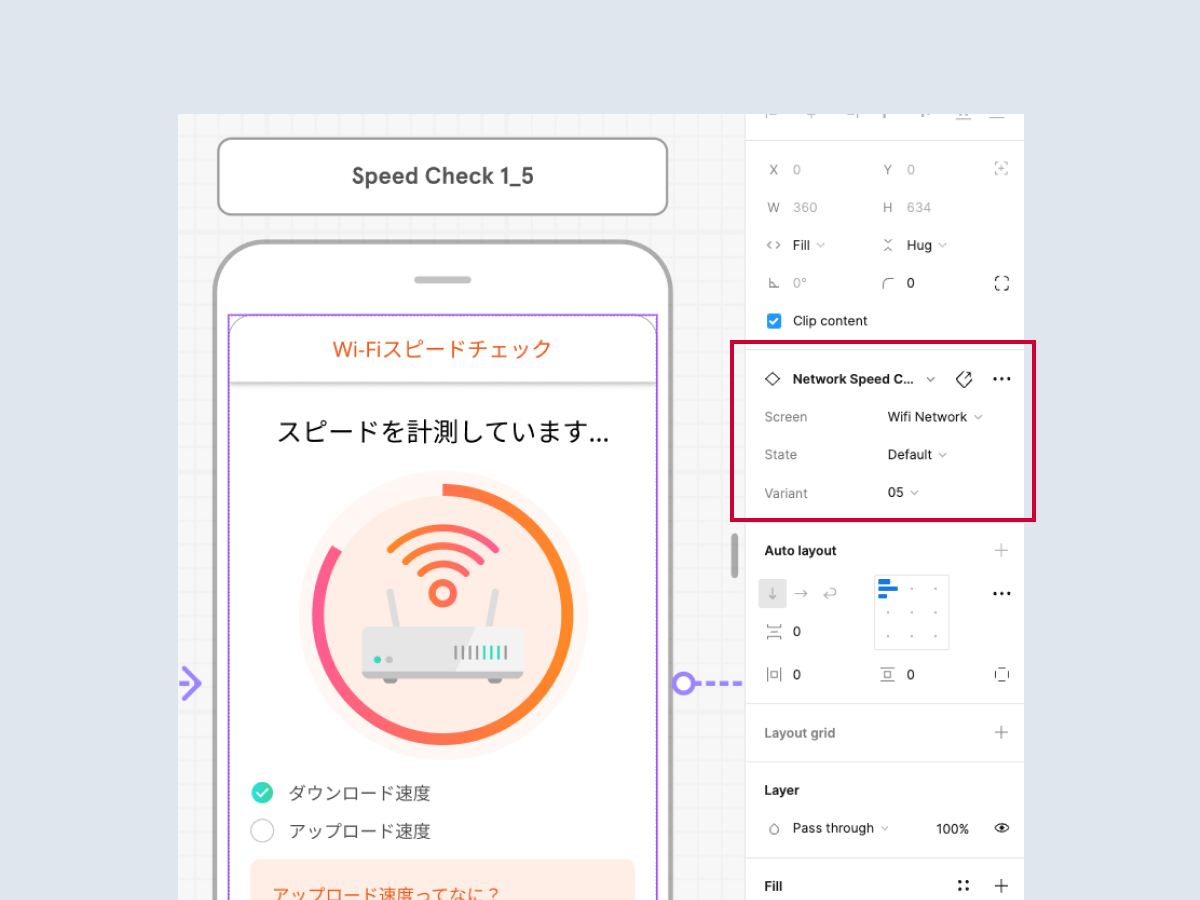 Speed Check 1_5
Wi-Fiスピードチェック
スピードを計測しています...
ダウンロード速度
アップロード速度
アップロード速度ってなに？
X 0 Y 0
W 360 H 634
Fill Hug
0° 0
Clip content
Network Speed C...
Screen Wifi Network
State Default
Variant 05
Auto layout
0
0 0
Layout grid
Layer
Pass through 100%
Fill